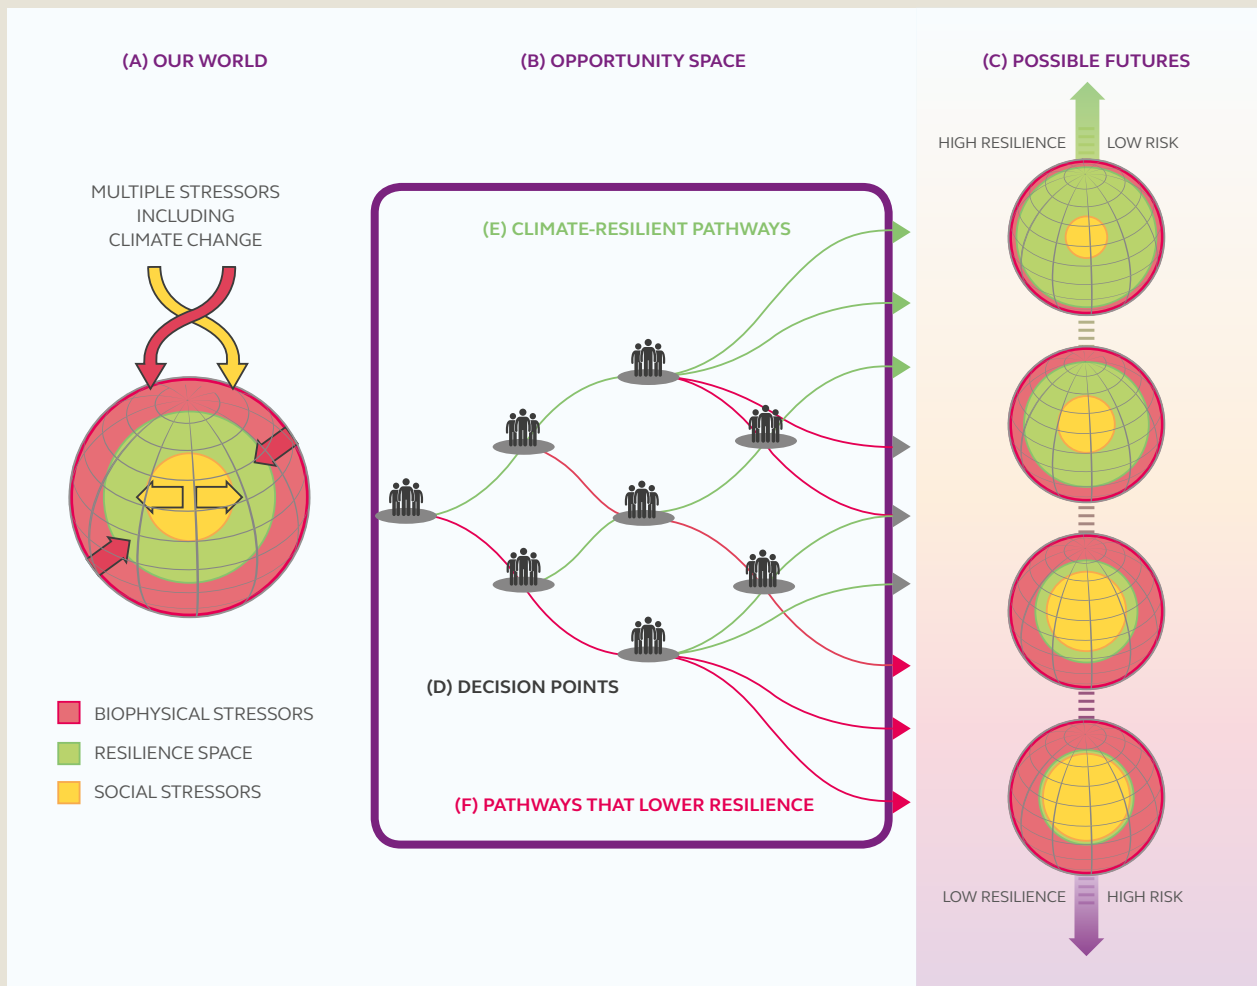 (A) OUR WORLD
(B) OPPORTUNITY SPACE
(C) POSSIBLE FUTURES
MULTIPLE STRESSORS
INCLUDING
CLIMATE CHANGE
BIOPHYSICAL STRESSORS
RESILIENCE SPACE
SOCIAL STRESSORS
(E) CLIMATE-RESILIENT PATHWAYS
(D) DECISION POINTS
(F) PATHWAYS THAT LOWER RESILIENCE
HIGH RESILIENCE
LOW RISK
LOW RESILIENCE
HIGH RISK